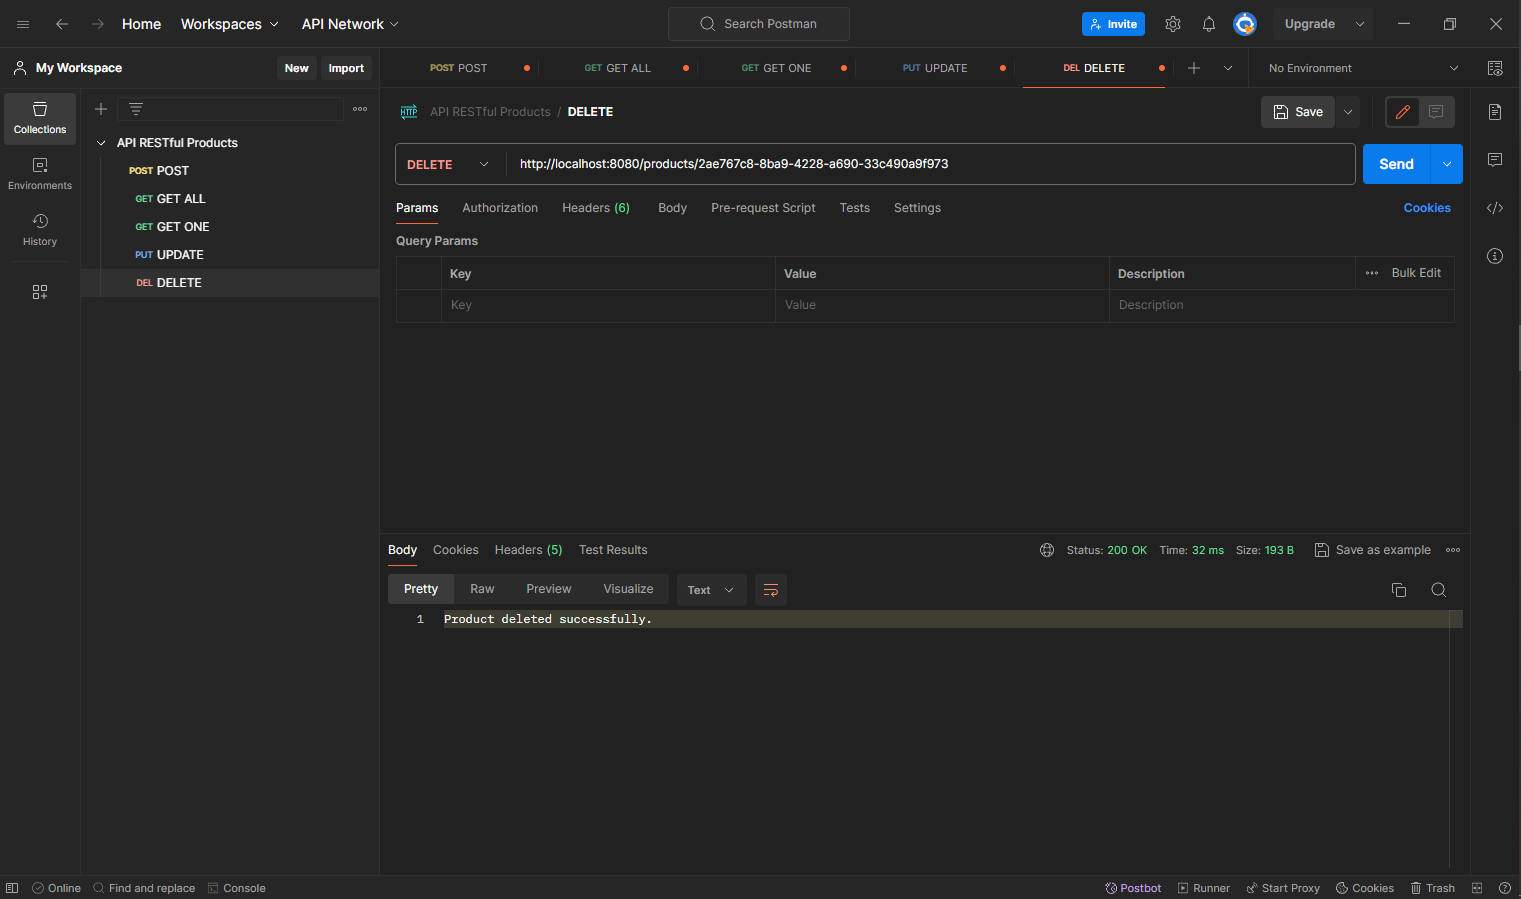 Home Workspaces API Network Search Postman Invite Upgrade
My Workspace New Import POST POST GET GET ALL GET GET ONE PUT UPDATE DEL DELETE No Environment
Collections
Environments
History
API RESTful Products
POST POST
GET GET ALL
GET GET ONE
PUT UPDATE
DEL DELETE
HTTP API RESTful Products / DELETE Save
DELETE http://localhost:8080/products/2ae767c8-8ba9-4228-a690-33c490a9f973 Send
Params Authorization Headers (6) Body Pre-request Script Tests Settings Cookies
Query Params
Key Value Description Bulk Edit
Key Value Description
Body Cookies Headers (5) Test Results Status: 200 OK Time: 32 ms Size: 193 B Save as example
Pretty Raw Preview Visualize Text
1 Product deleted successfully.
Online Find and replace Console Postbot Runner Start Proxy Cookies Trash